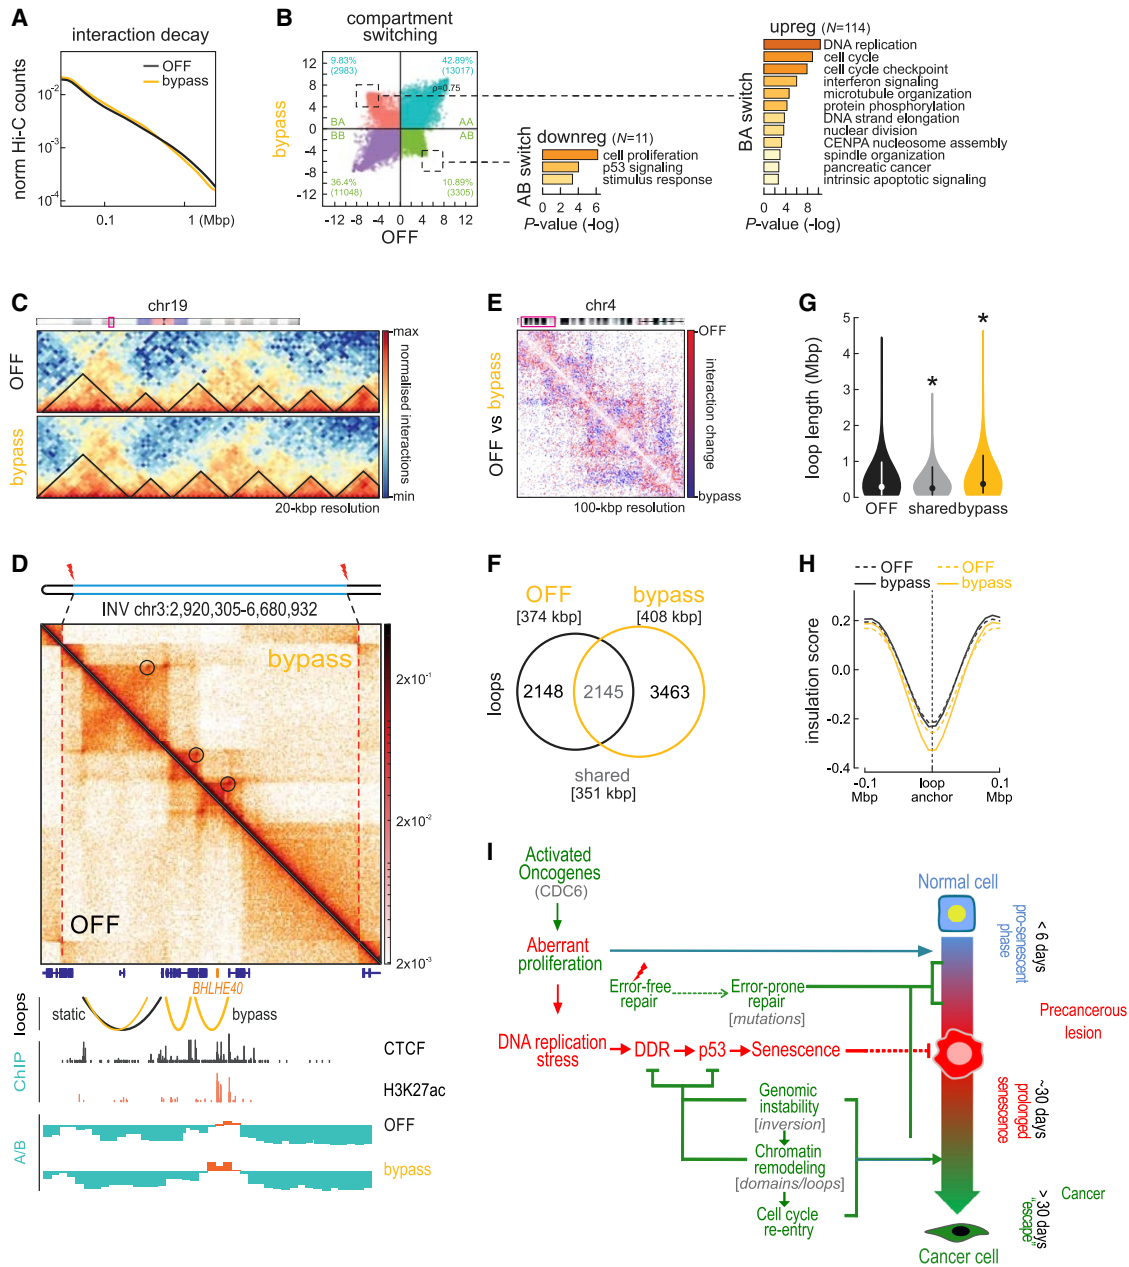 A
interaction decay
norm Hi-C counts
10⁻²
10⁻³
10⁻⁴
0.1
1 (Mbp)
OFF
bypass
B
compartment
switching
bypass
12
8
4
0
-4
-8
-12
-12 -8 -4 0 4 8 12
OFF
9.83%
(2983)
42.89%
(13017)
ρ=0.75
BA
AA
BB
AB
36.4%
(11048)
10.89%
(3305)
downreg (N=11)
AB switch
cell proliferation
p53 signaling
stimulus response
0 2 4 6
P-value (-log)
upreg (N=114)
BA switch
DNA replication
cell cycle
cell cycle checkpoint
interferon signaling
microtubule organization
protein phosphorylation
DNA strand elongation
nuclear division
CENPA nucleosome assembly
spindle organization
pancreatic cancer
intrinsic apoptotic signaling
0 4 8
P-value (-log)
C
chr19
OFF
bypass
max
normalised interactions
min
20-kbp resolution
D
INV chr3:2,920,305-6,680,932
bypass
OFF
2x10⁻¹
2x10⁻²
2x10⁻³
BHLHE40
loops
static
bypass
ChIP
CTCF
H3K27ac
A/B
OFF
bypass
E
chr4
OFF vs bypass
OFF
interaction change
bypass
100-kbp resolution
F
OFF
[374 kbp]
bypass
[408 kbp]
loops
2148
2145
3463
shared
[351 kbp]
G
loop length (Mbp)
5
4
3
2
1
0
*
*
OFF
shared
bypass
H
OFF
bypass
OFF
bypass
insulation score
0.2
0.0
-0.2
-0.4
-0.1
Mbp
loop
anchor
0.1
Mbp
I
Activated
Oncogenes
(CDC6)
Aberrant
proliferation
Error-free
repair
Error-prone
repair
[mutations]
DNA replication
stress
DDR
p53
Senescence
Genomic
instability
[inversion]
Chromatin
remodeling
[domains/loops]
Cell cycle
re-entry
Normal cell
pro-senescent
phase
< 6 days
Precancerous
lesion
prolonged
senescence
~30 days
> 30 days
"escape"
Cancer
Cancer cell